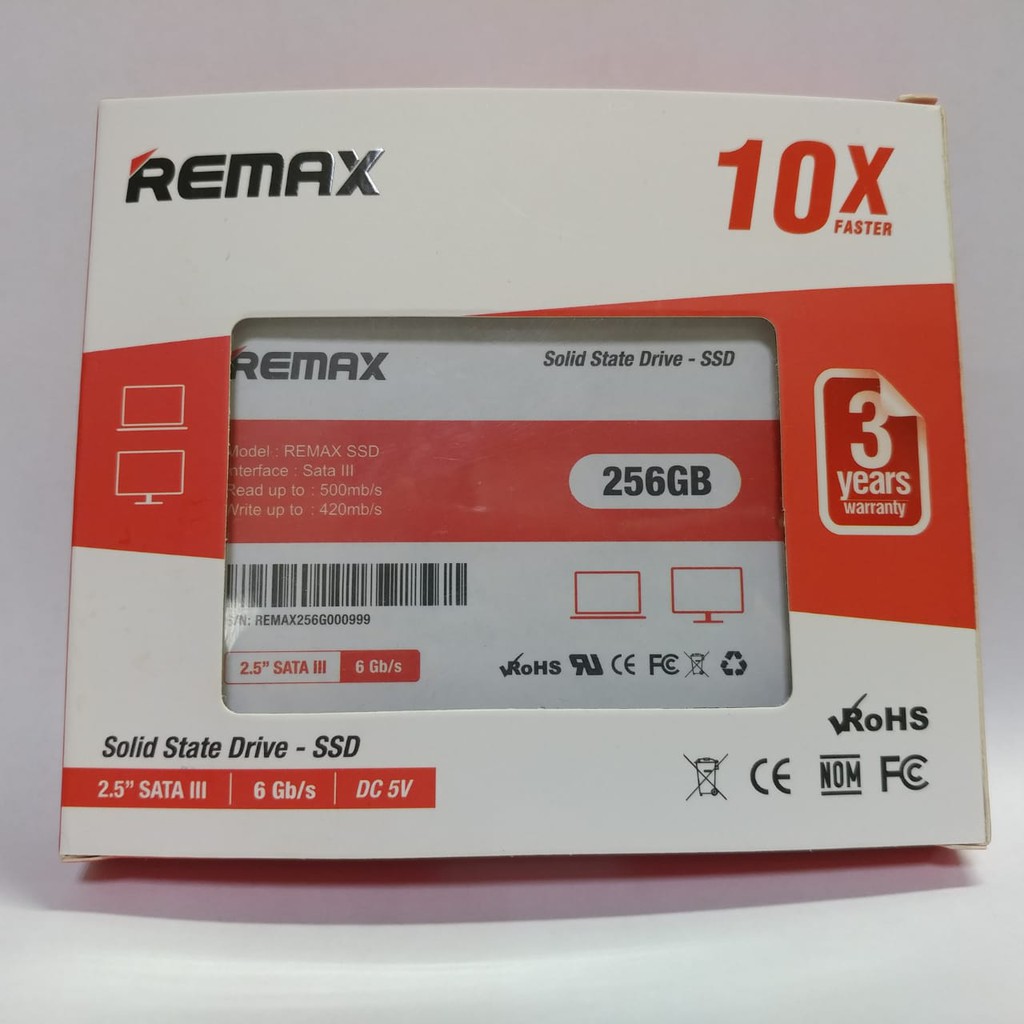 REMAX
10X
FASTER
REMAX
Solid State Drive - SSD
Model : REMAX SSD
Interface : Sata III
Read up to : 500mb/s
Write up to : 420mb/s
256GB
3
years
warranty
S/N: REMAX256G000999
2.5” SATA III 6 Gb/s
RoHS CE FC
RoHS
Solid State Drive - SSD
2.5” SATA III 6 Gb/s DC 5V
CE NOM FC